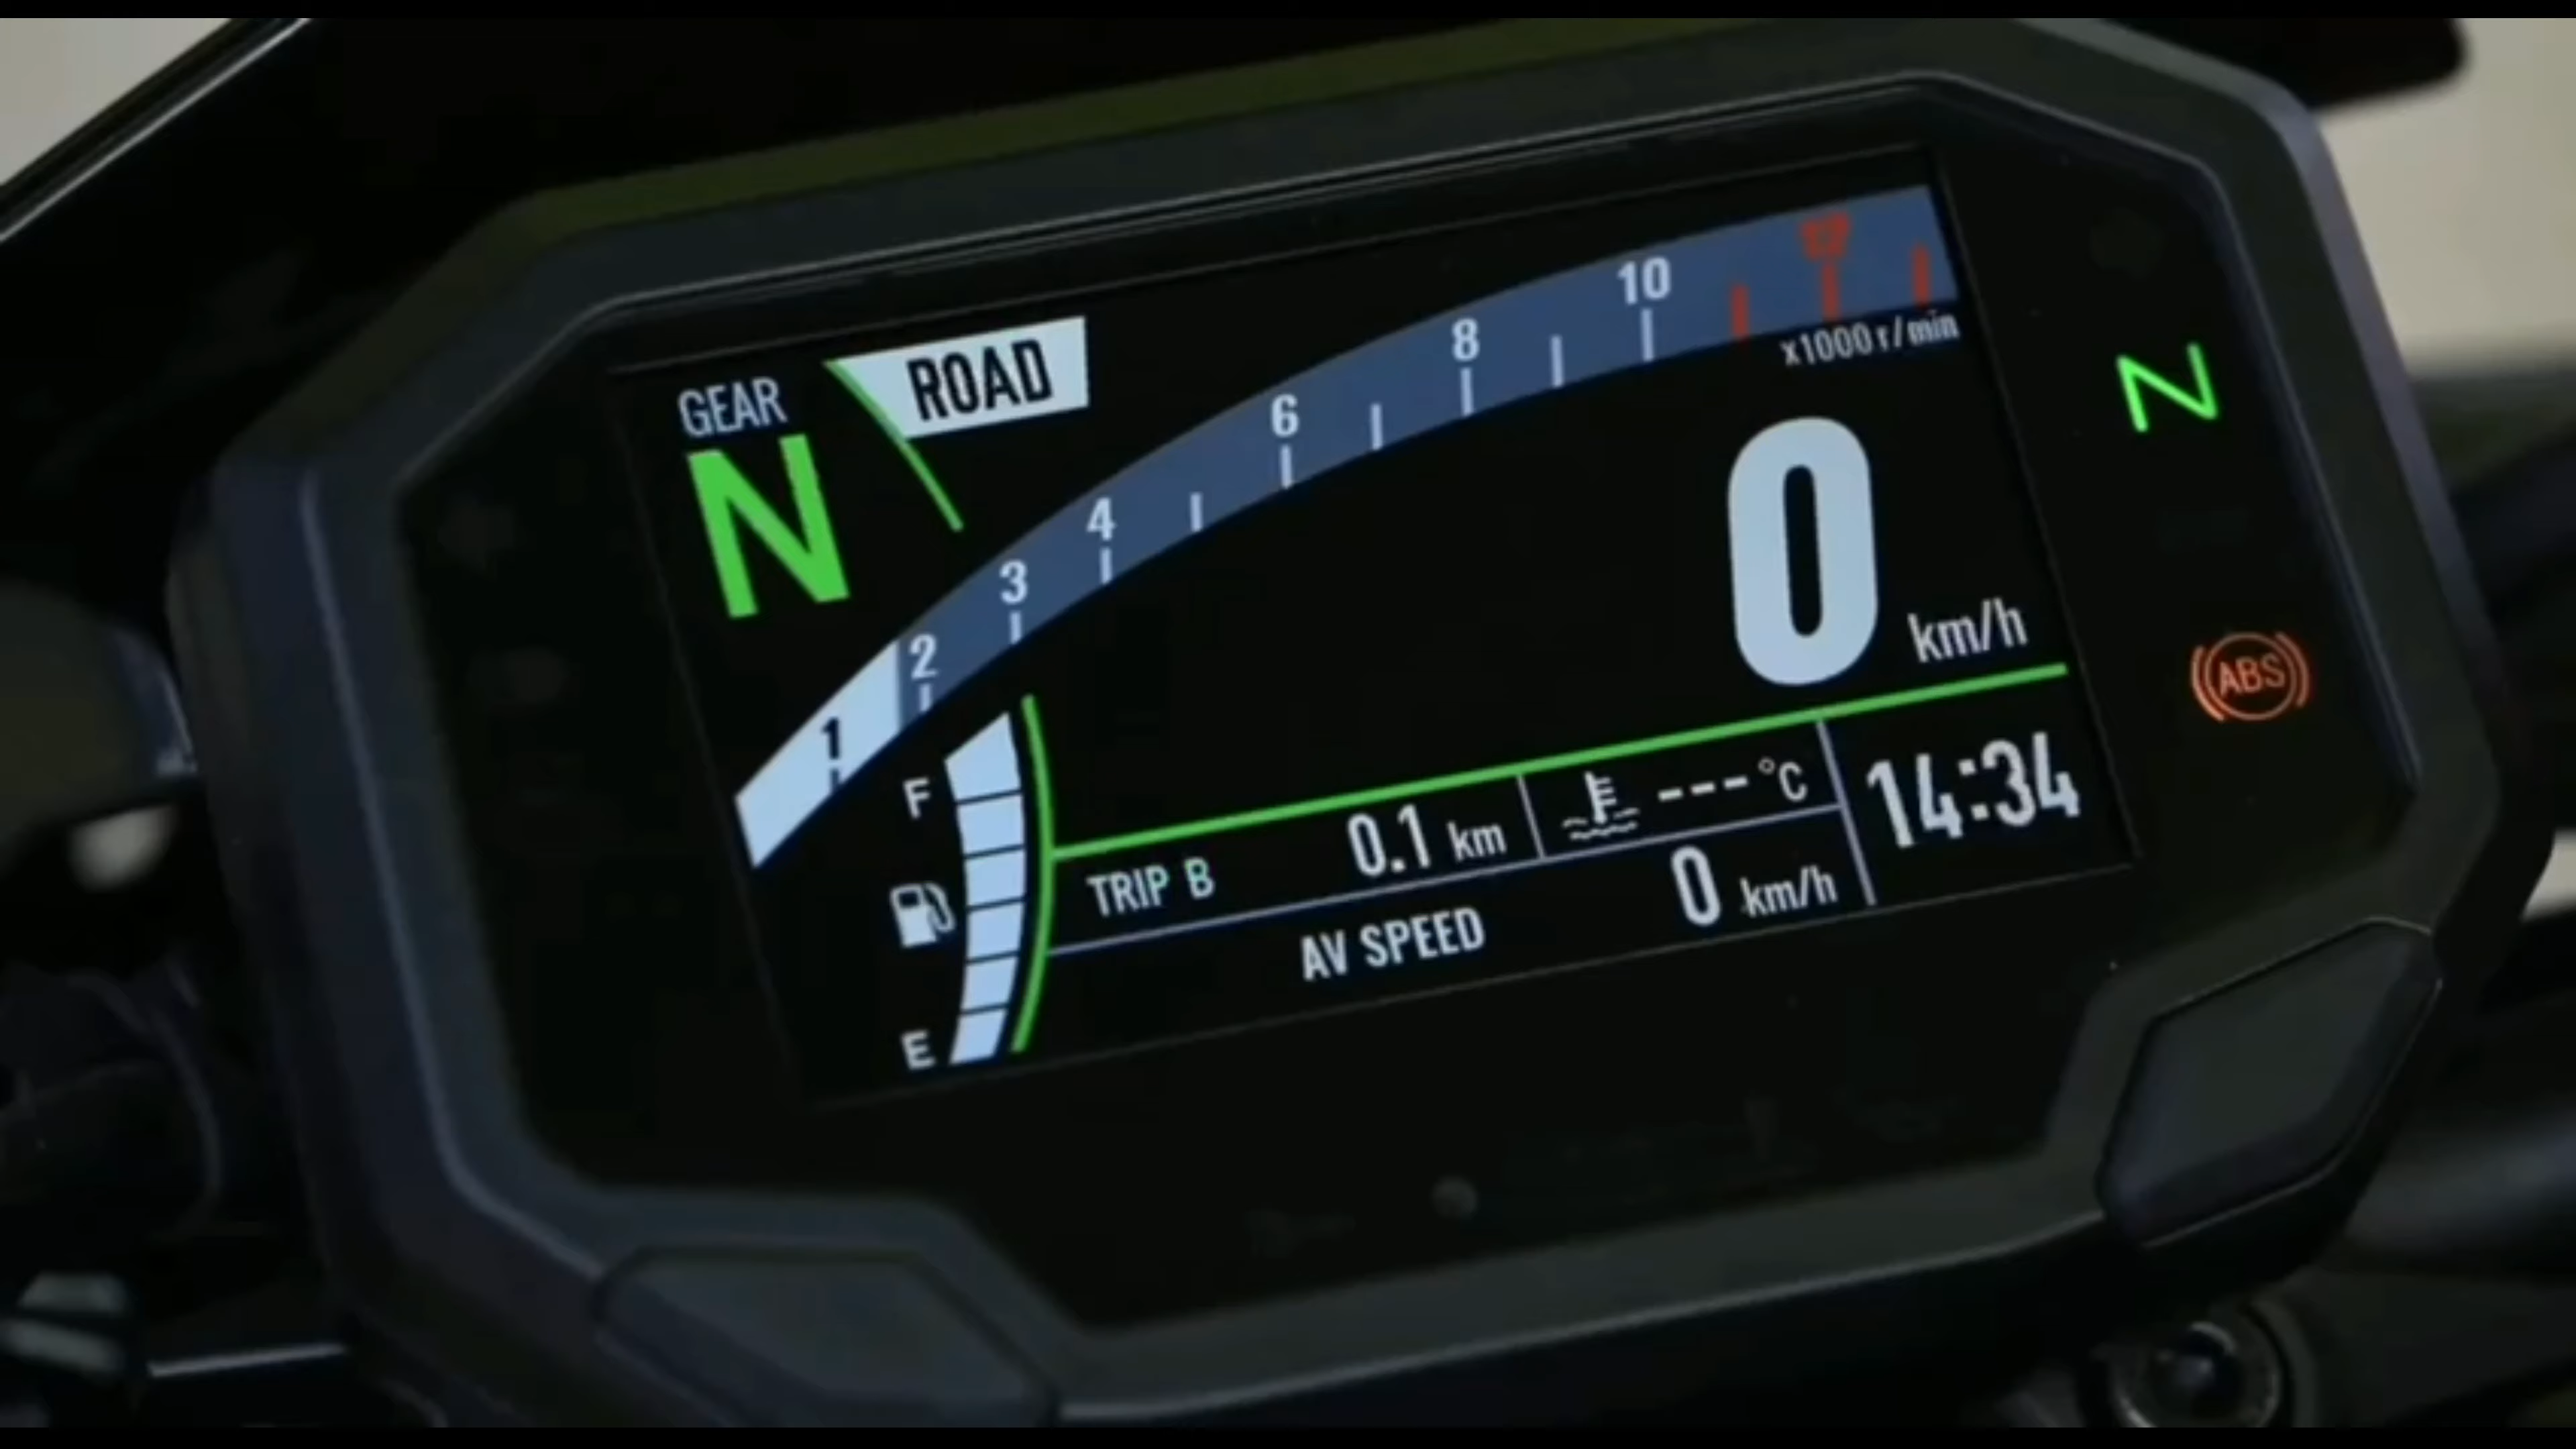 GEAR
N
ROAD
1 2 3 4 6 8 10
x1000 r/min
0 km/h
N
ABS
F
E
TRIP B 0.1 km
---°C
14:34
AV SPEED 0 km/h